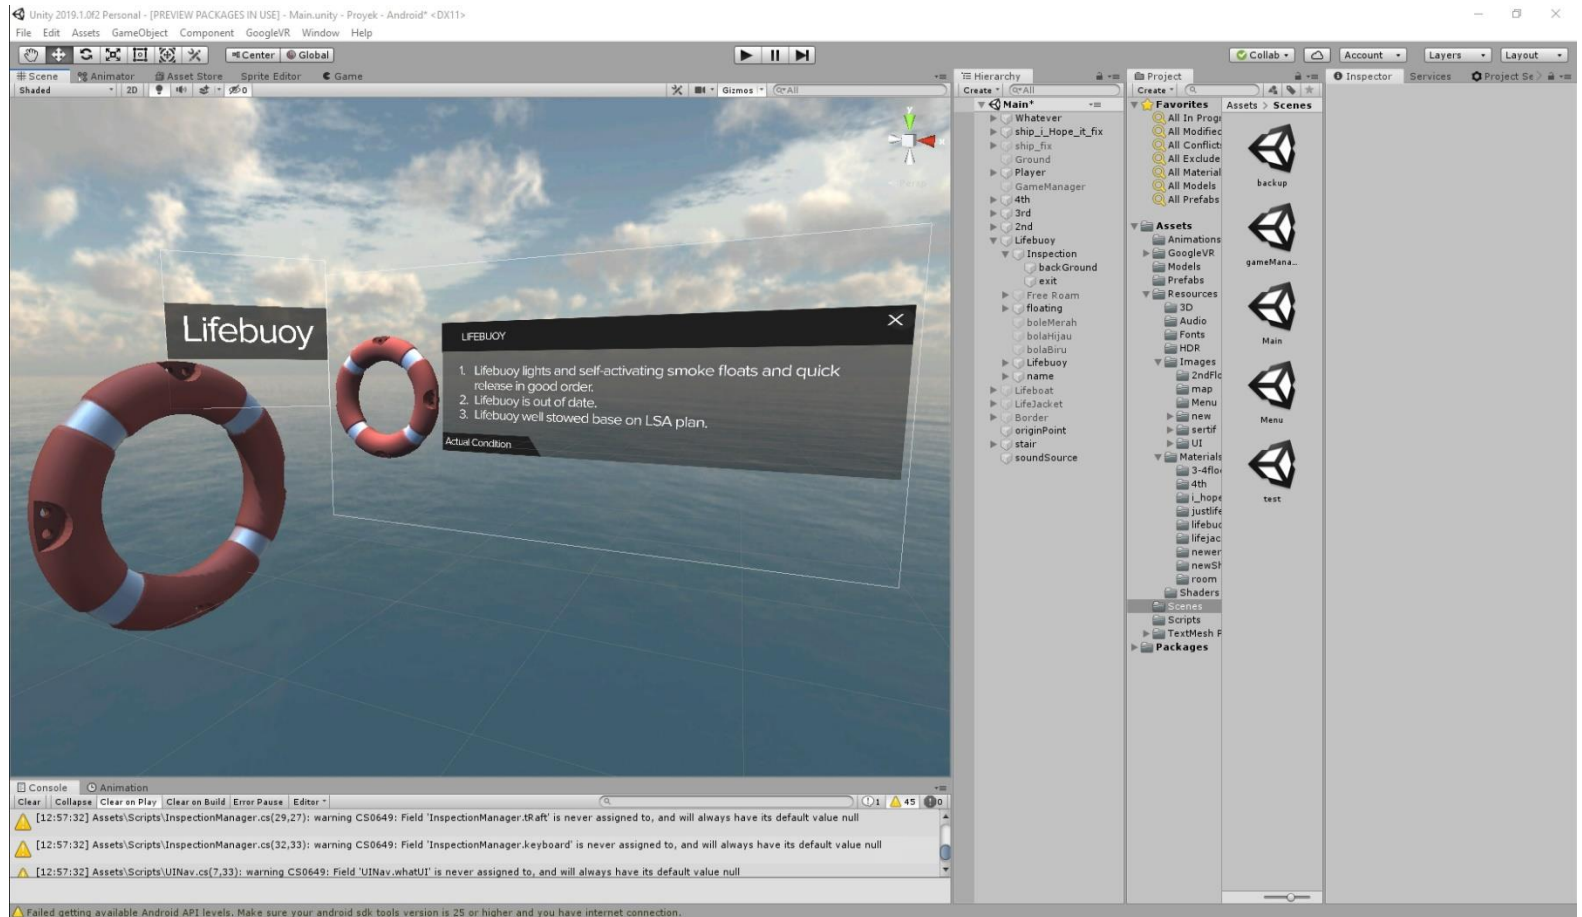 Unity 2019.1.0f2 Personal - [PREVIEW PACKAGES IN USE] - Main.unity - Proyek - Android* <DX11>
File Edit Assets GameObject Component GoogleVR Window Help
Center Global
Collab Account Layers Layout
Scene Animator Asset Store Sprite Editor Game
Shaded 2D 0 Gizmos All
y
Lifebuoy
LIFEBUOY
1. Lifebuoy lights and self-activating smoke floats and quick
release in good order.
2. Lifebuoy is out of date.
3. Lifebuoy well stowed base on LSA plan.
Actual Condition
Hierarchy
Create All
Main*
Whatever
ship_i_Hope_it_fix
ship_fix
Ground
Player
GameManager
4th
3rd
2nd
Lifebuoy
Inspection
backGround
exit
Free Roam
floating
boleMerah
bolaHijau
bolaBiru
Lifebuoy
name
Lifeboat
LifeJacket
Border
originPoint
stair
soundSource
Project
Create
Favorites
All In Progr
All Modified
All Conflict
All Exclude
All Material
All Models
All Prefabs
Assets
Animations
GoogleVR
Models
Prefabs
Resources
3D
Audio
Fonts
HDR
Images
2ndFlo
map
Menu
new
sertif
UI
Materials
3-4floo
4th
i_hope
justlife
lifebuo
lifejac
newer
newSh
room
Shaders
Scenes
Scripts
TextMesh P
Packages
Assets > Scenes
backup
gameMana...
Main
Menu
test
Inspector Services Project Se
Console Animation
Clear Collapse Clear on Play Clear on Build Error Pause Editor 1 45 0
[12:57:32] Assets\Scripts\InspectionManager.cs(29,27): warning CS0649: Field 'InspectionManager.tRaft' is never assigned to, and will always have its default value null
[12:57:32] Assets\Scripts\InspectionManager.cs(32,33): warning CS0649: Field 'InspectionManager.keyboard' is never assigned to, and will always have its default value null
[12:57:32] Assets\Scripts\UINav.cs(7,33): warning CS0649: Field 'UINav.whatUI' is never assigned to, and will always have its default value null
Failed getting available Android API levels. Make sure your android sdk tools version is 25 or higher and you have internet connection.